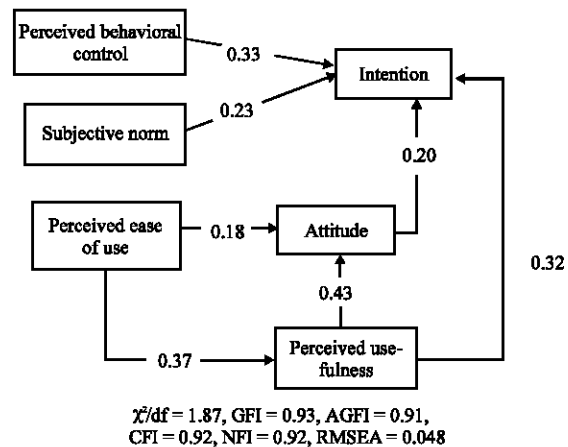 Perceived behavioral
control
0.33
Intention
Subjective norm
0.23
0.20
Perceived ease
of use
0.18
Attitude
0.32
0.43
0.37
Perceived use-
fulness
χ²/df = 1.87, GFI = 0.93, AGFI = 0.91,
CFI = 0.92, NFI = 0.92, RMSEA = 0.048